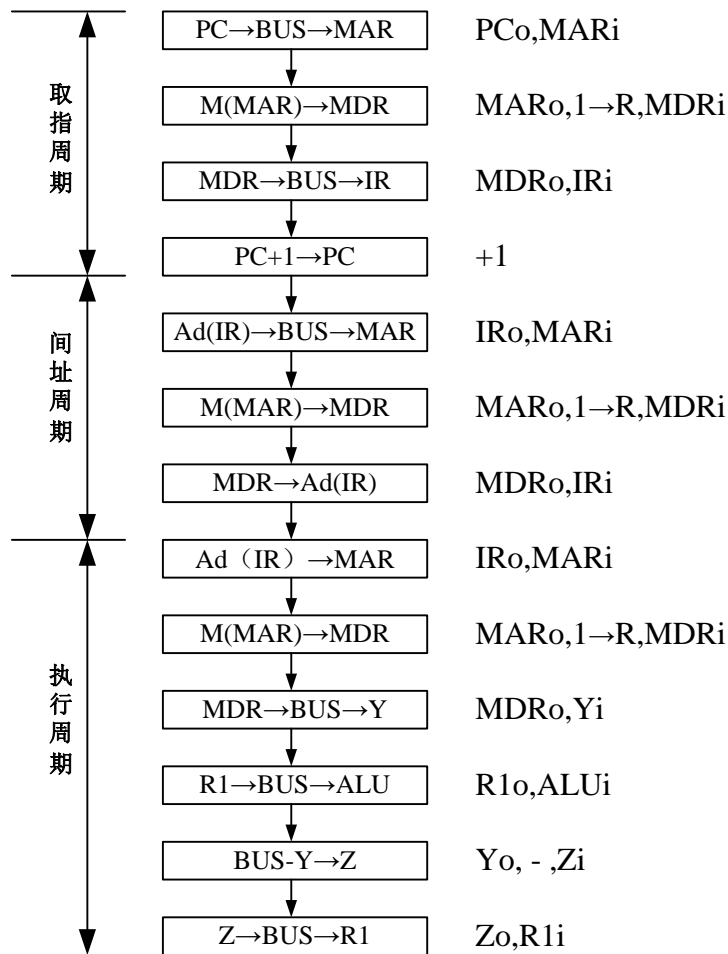 PC→BUS→MAR PCo,MARi
取指周期
M(MAR)→MDR MARo,1→R,MDRi
MDR→BUS→IR MDRo,IRi
PC+1→PC +1
间址周期
Ad(IR)→BUS→MAR IRo,MARi
M(MAR)→MDR MARo,1→R,MDRi
MDR→Ad(IR) MDRo,IRi
执行周期
Ad（IR）→MAR IRo,MARi
M(MAR)→MDR MARo,1→R,MDRi
MDR→BUS→Y MDRo,Yi
R1→BUS→ALU R1o,ALUi
BUS-Y→Z Yo, - ,Zi
Z→BUS→R1 Zo,R1i